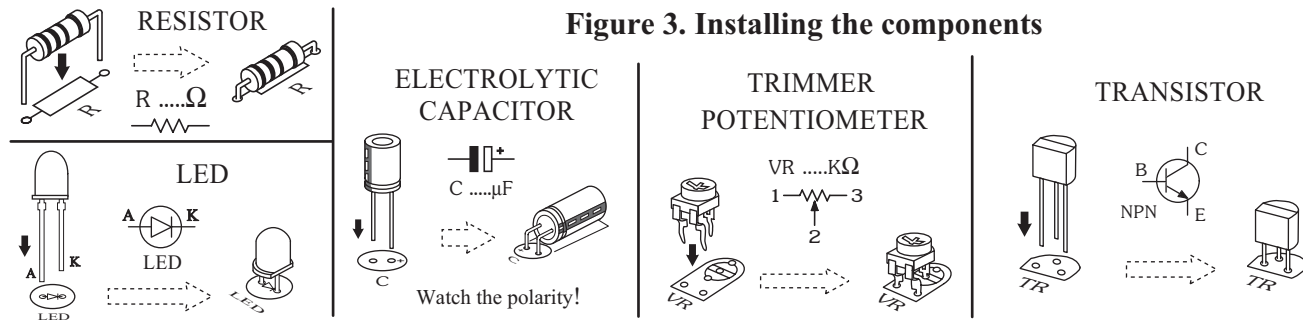 Figure 3. Installing the components
RESISTOR
R
R .....Ω
R
LED
A
K
A
K
LED
LED
LED
ELECTROLYTIC
CAPACITOR
+
C .....µF
+
C
+
C
Watch the polarity!
TRIMMER
POTENTIOMETER
VR .....KΩ
1
3
2
VR
VR
TRANSISTOR
C
B
NPN
E
TR
TR